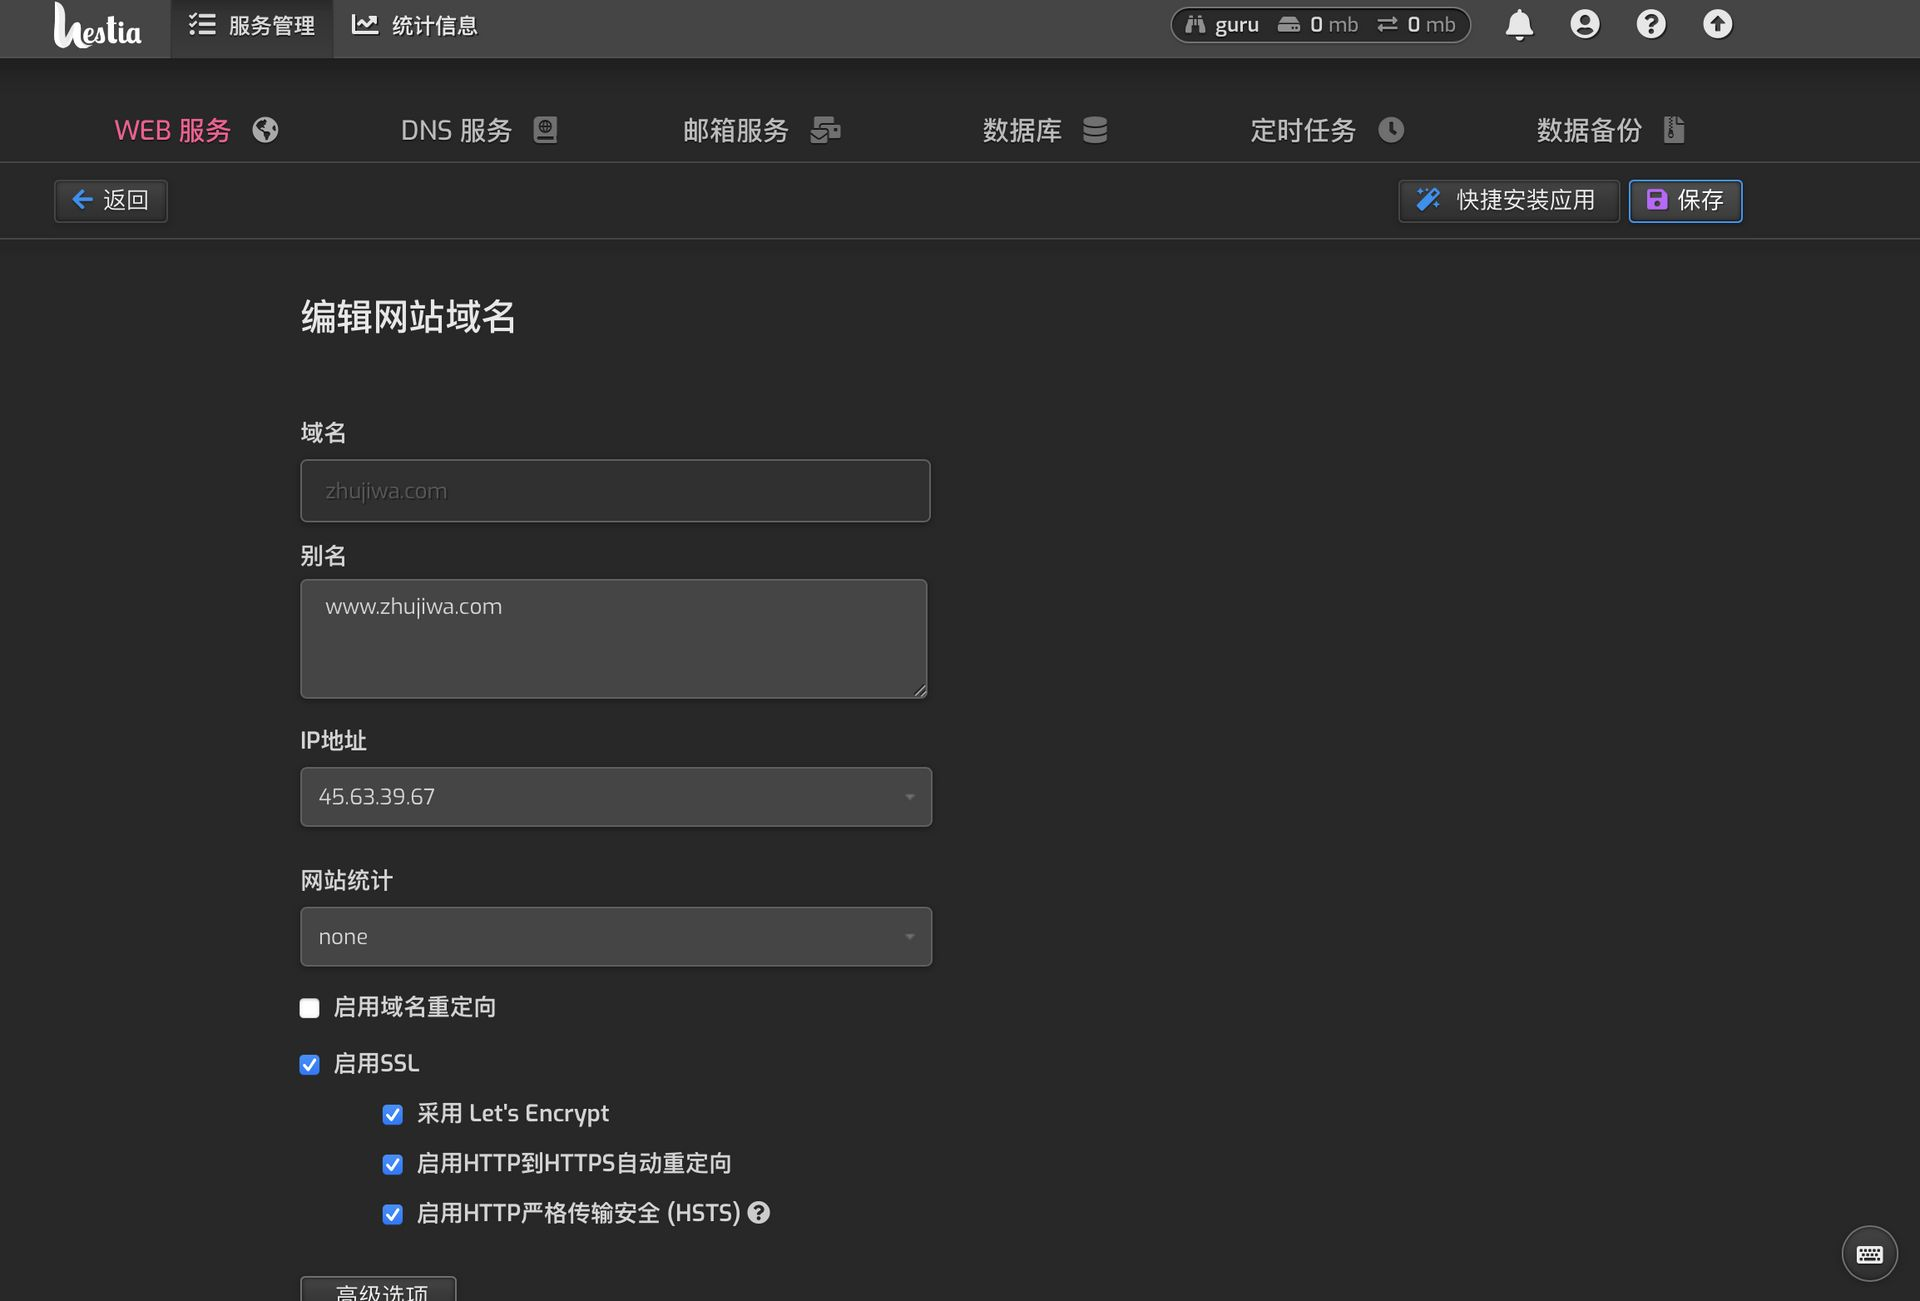 hestia
服务管理
统计信息
guru 0 mb 0 mb
WEB 服务
DNS 服务
邮箱服务
数据库
定时任务
数据备份
返回
快捷安装应用
保存
编辑网站域名
域名
zhujiwa.com
别名
www.zhujiwa.com
IP地址
45.63.39.67
网站统计
none
启用域名重定向
启用SSL
采用 Let's Encrypt
启用HTTP到HTTPS自动重定向
启用HTTP严格传输安全 (HSTS)
高级选项